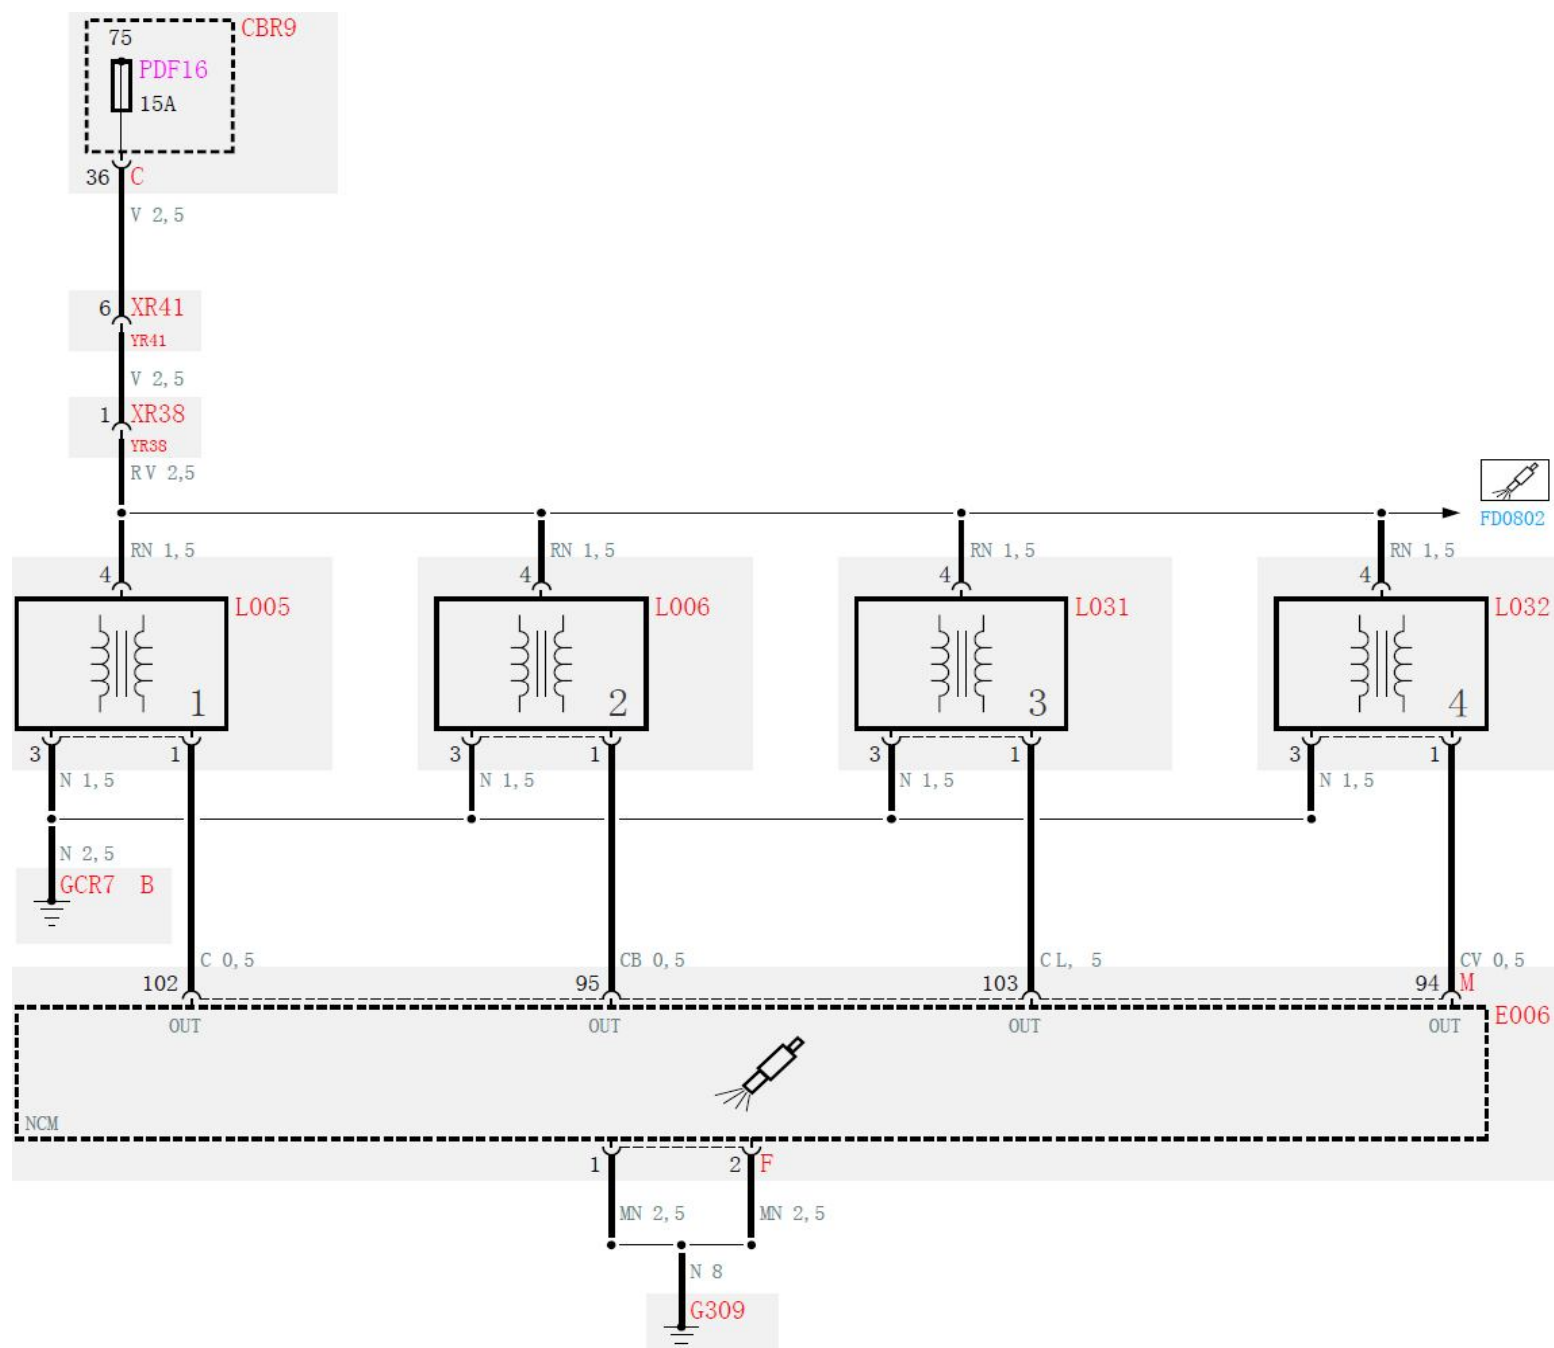 75
CBR9
PDF16
15A
36 C
V 2,5
6 XR41
YR41
V 2,5
1 XR38
YR38
RV 2,5
FD0802
RN 1,5 RN 1,5 RN 1,5 RN 1,5
4 4 4 4
L005 L006 L031 L032
1 2 3 4
3 1 3 1 3 1 3 1
N 1,5 N 1,5 N 1,5 N 1,5
N 2,5
GCR7 B
C 0,5 CB 0,5 CL, 5 CV 0,5
102 95 103 94 M
E006
OUT OUT OUT OUT
NCM
1 2 F
MN 2,5 MN 2,5
N 8
G309